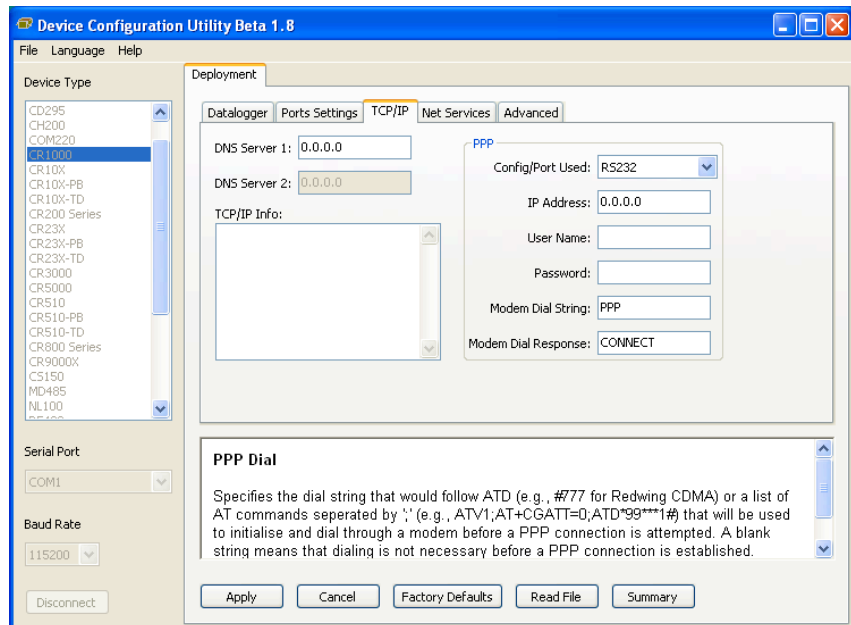 Device Configuration Utility Beta 1.8
File Language Help
Device Type
CD295
CH200
COM220
CR1000
CR10X
CR10X-PB
CR10X-TD
CR200 Series
CR23X
CR23X-PB
CR23X-TD
CR3000
CR5000
CR510
CR510-PB
CR510-TD
CR800 Series
CR9000X
CS150
MD485
NL100
Serial Port
COM1
Baud Rate
115200
Disconnect
Deployment
Datalogger Ports Settings TCP/IP Net Services Advanced
DNS Server 1: 0.0.0.0
DNS Server 2: 0.0.0.0
TCP/IP Info:
PPP
Config/Port Used: RS232
IP Address: 0.0.0.0
User Name:
Password:
Modem Dial String: PPP
Modem Dial Response: CONNECT
PPP Dial
Specifies the dial string that would follow ATD (e.g., #777 for Redwing CDMA) or a list of
AT commands seperated by ';' (e.g., ATV1;AT+CGATT=0;ATD*99***1#) that will be used
to initialise and dial through a modem before a PPP connection is attempted. A blank
string means that dialing is not necessary before a PPP connection is established.
Apply Cancel Factory Defaults Read File Summary